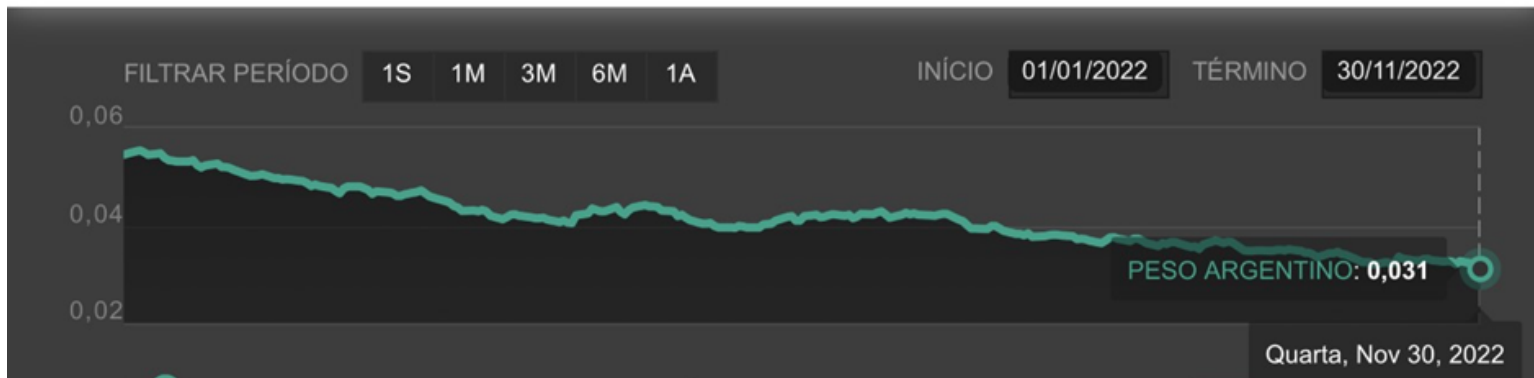 FILTRAR PERÍODO 1S 1M 3M 6M 1A INÍCIO 01/01/2022 TÉRMINO 30/11/2022
0,06
0,04
PESO ARGENTINO: 0,031
0,02
Quarta, Nov 30, 2022